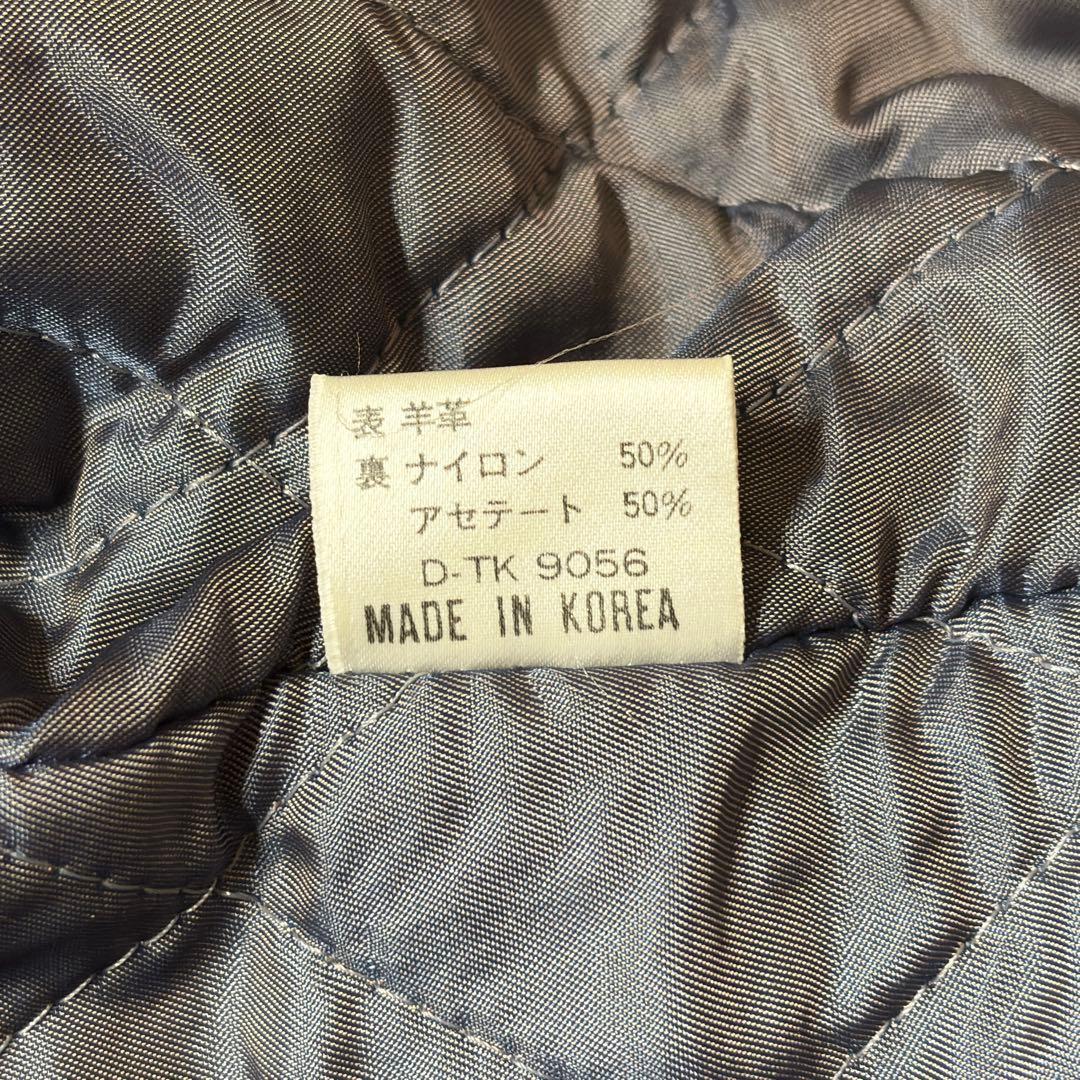 表 羊革
裏 ナイロン 50%
アセテート 50%
D-TK 9056
MADE IN KOREA